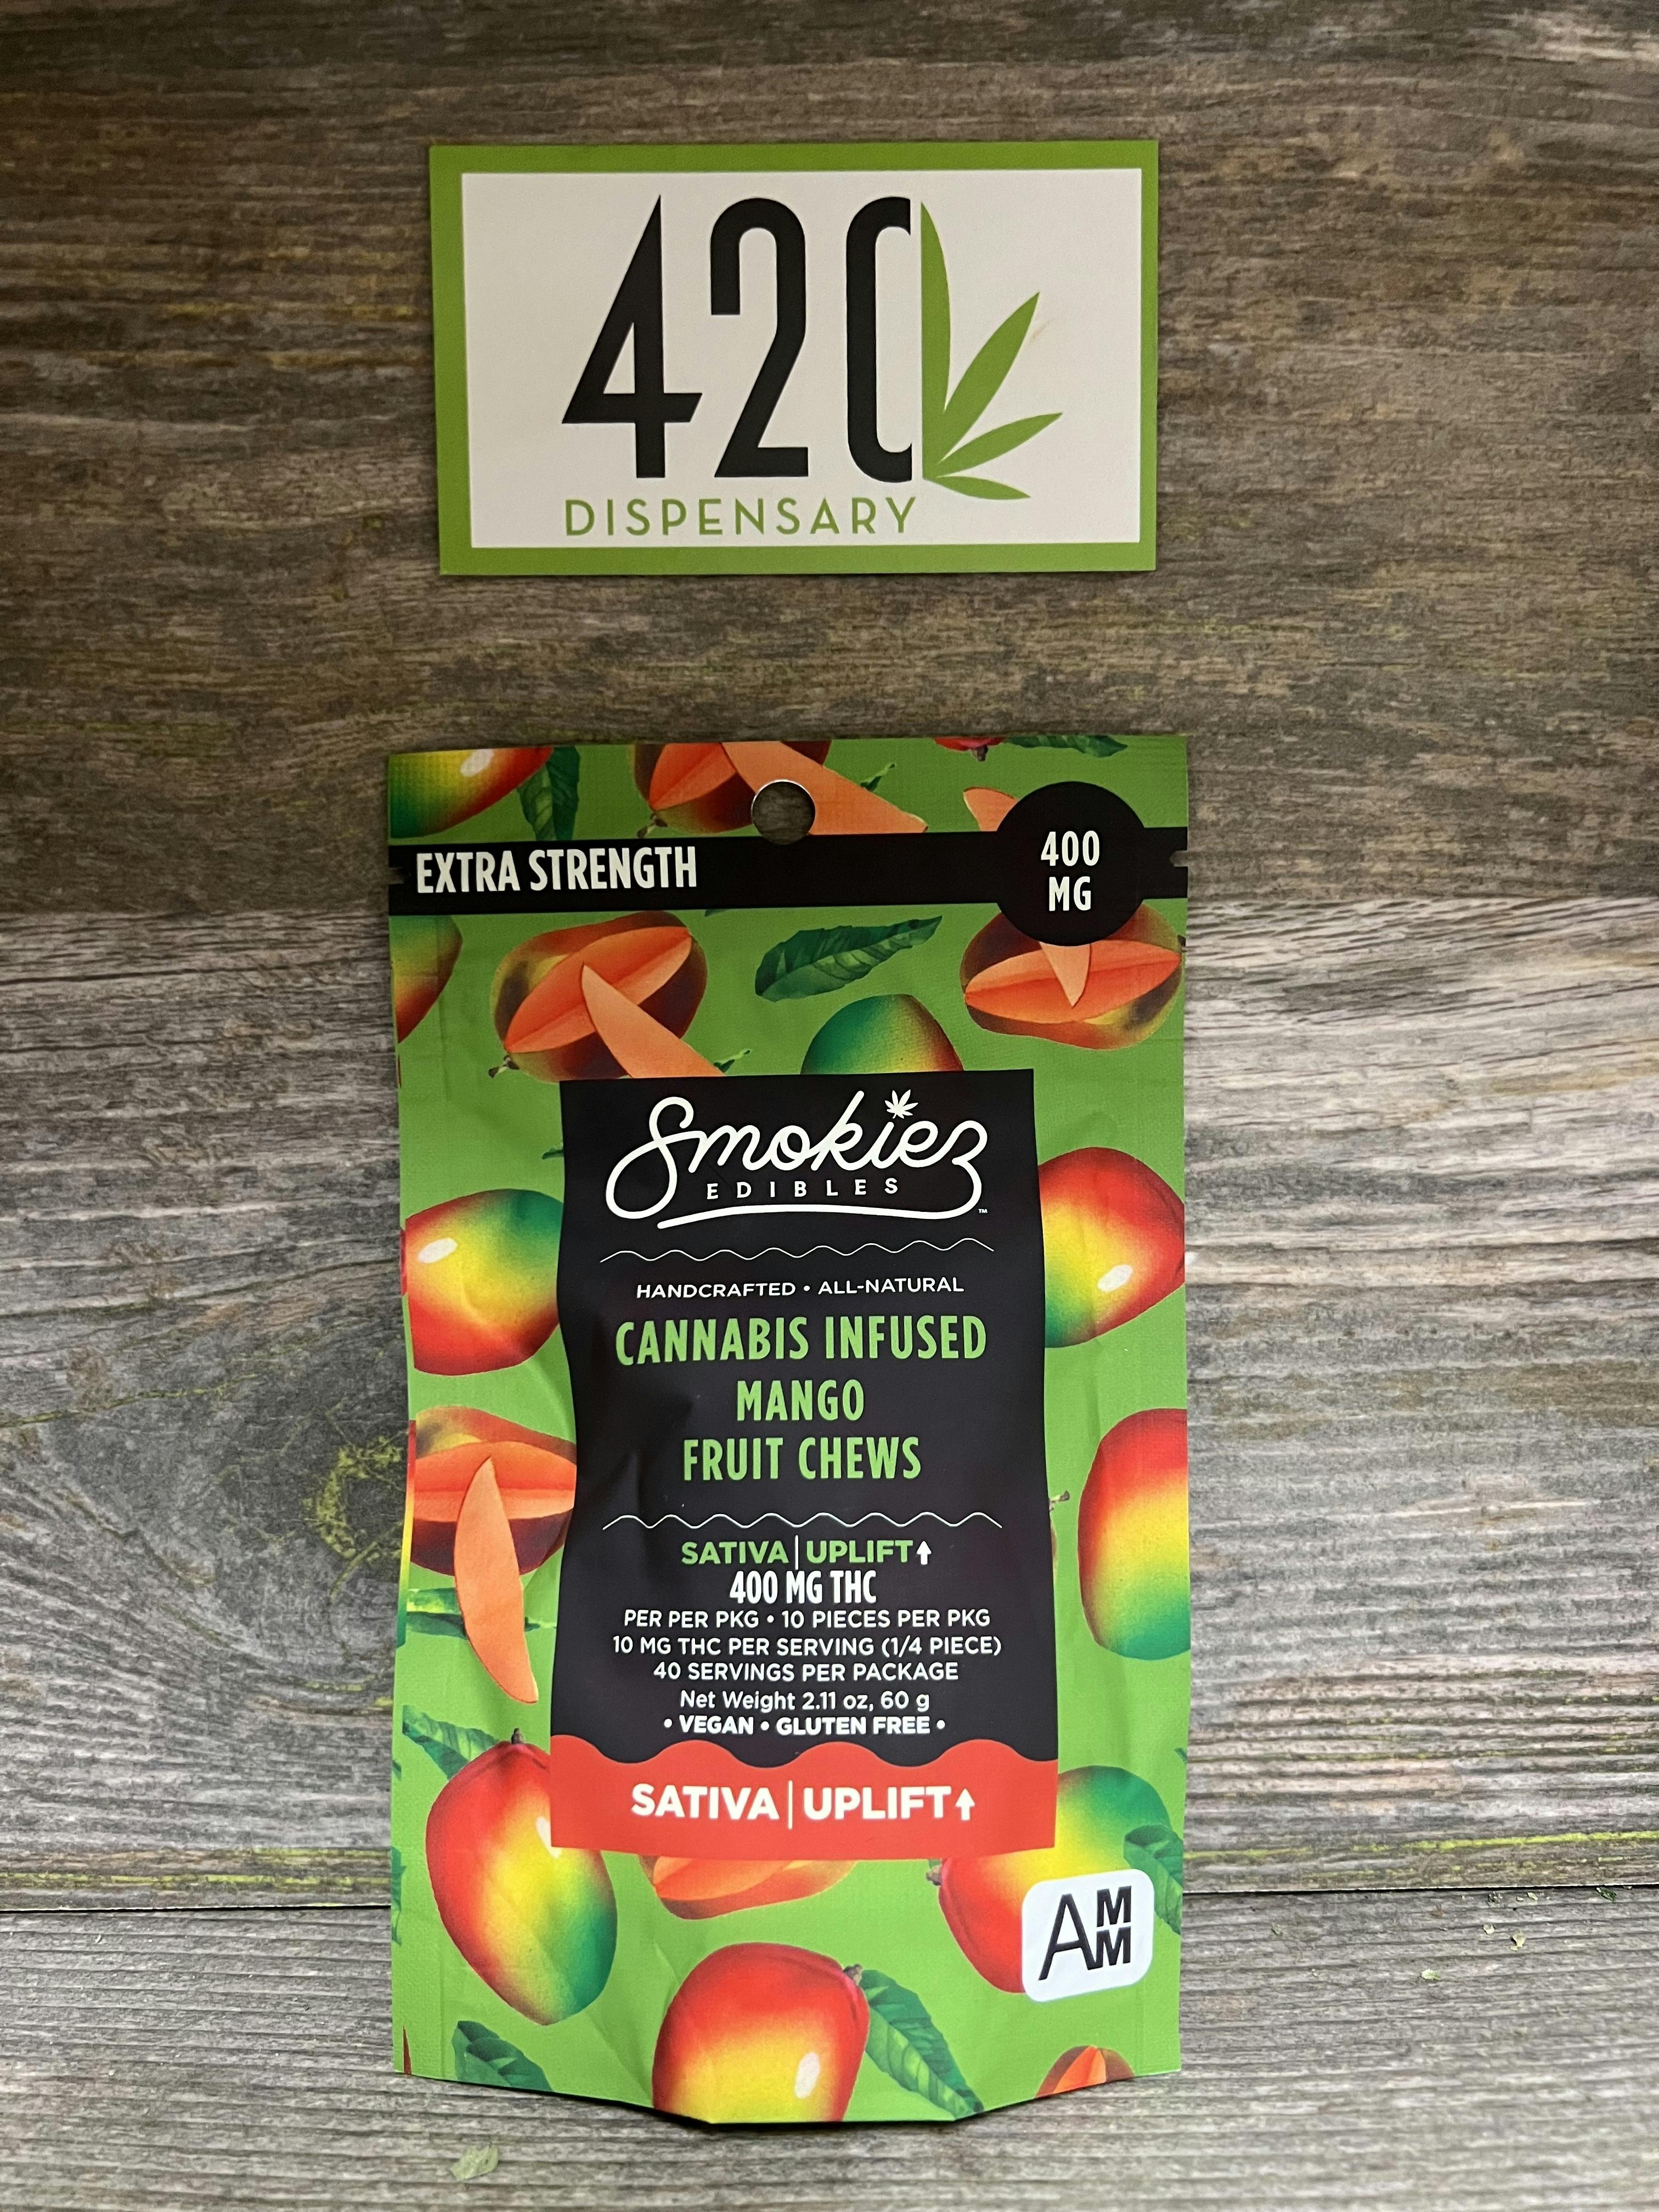 420
DISPENSARY
EXTRA STRENGTH
400
MG
Smokiez
EDIBLES
™
HANDCRAFTED • ALL-NATURAL
CANNABIS INFUSED
MANGO
FRUIT CHEWS
SATIVA|UPLIFT↑
400 MG THC
PER PER PKG • 10 PIECES PER PKG
10 MG THC PER SERVING (1/4 PIECE)
40 SERVINGS PER PACKAGE
Net Weight 2.11 oz, 60 g
• VEGAN • GLUTEN FREE •
SATIVA|UPLIFT↑
AMM